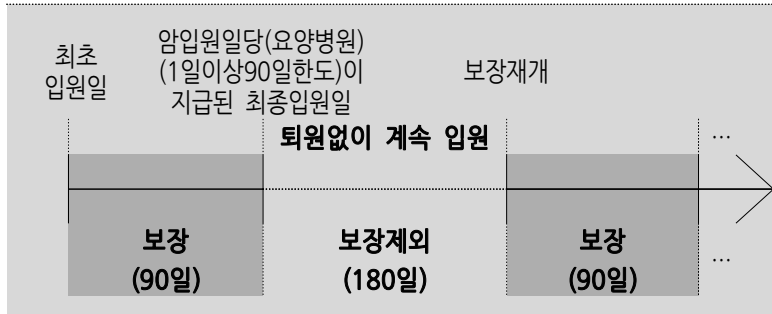 최초
입원일
암입원일당(요양병원)
(1일이상90일한도)이
지급된 최종입원일
보장재개
퇴원없이 계속 입원
...
보장
(90일)
보장제외
(180일)
보장
(90일)
...